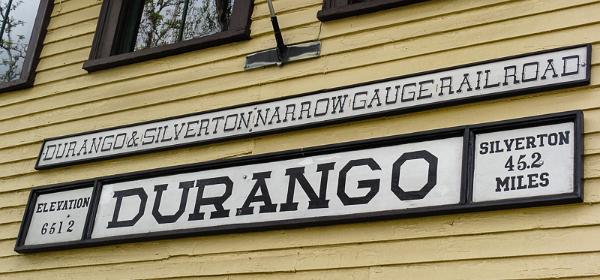 DURANGO & SILVERTON NARROW GAUGE RAILROAD
ELEVATION
6512
DURANGO
SILVERTON
45.2
MILES